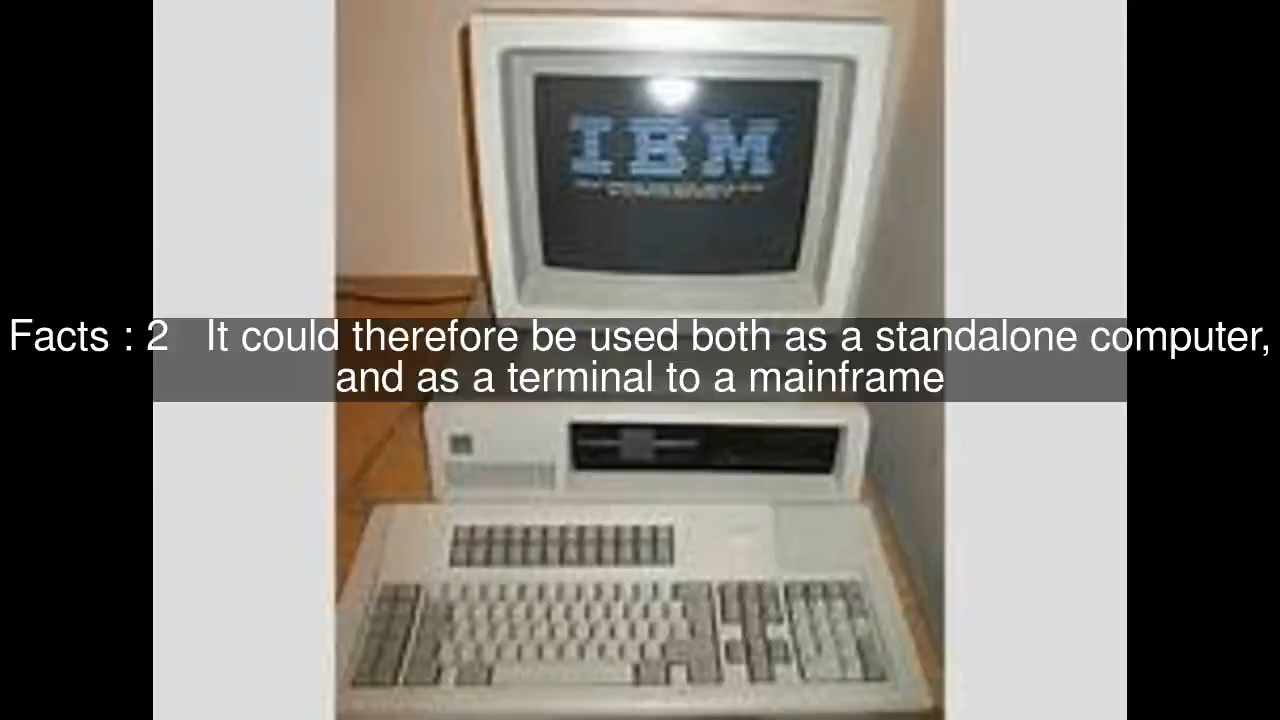 IBM
Facts : 2 It could therefore be used both as a standalone computer,
and as a terminal to a mainframe